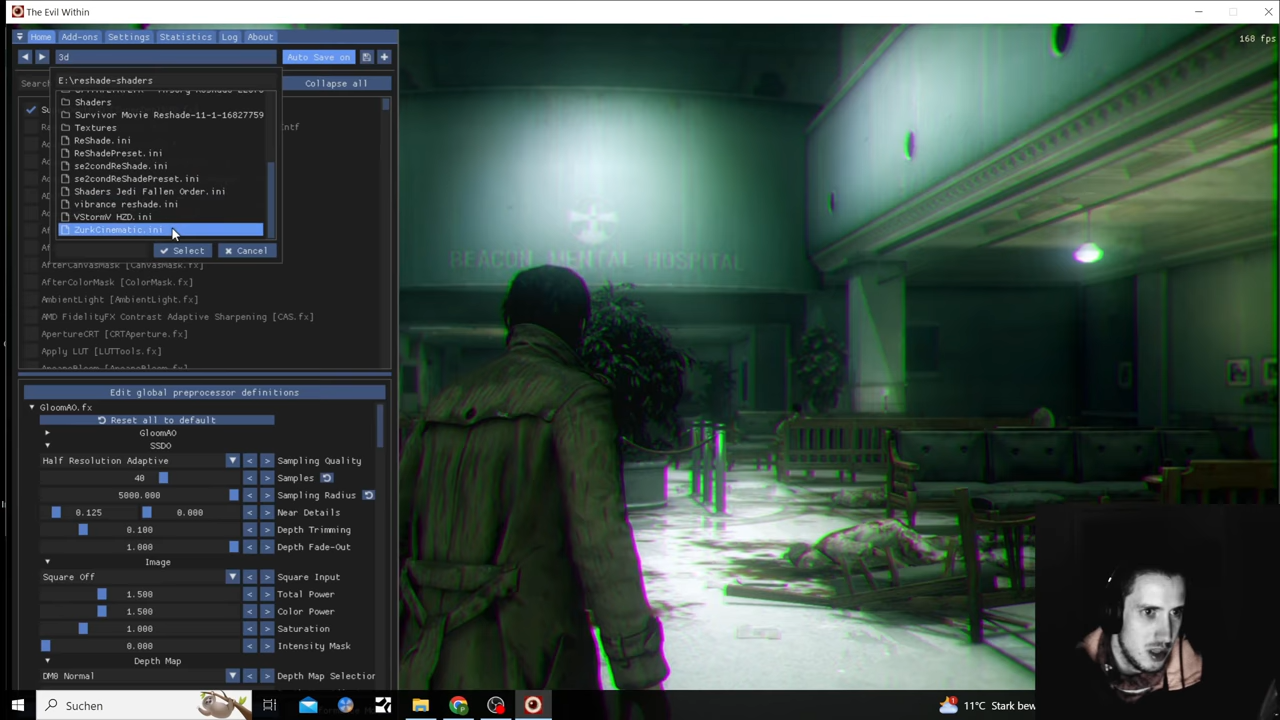 The Evil Within
Home Add-ons Settings Statistics Log About
168 fps
3d Auto Save on
Search Collapse all
E:\reshade-shaders
Shaders
Survivor Movie Reshade-11-1-16827759
Textures
ReShade.ini
ReShadePreset.ini
se2condReShade.ini
se2condReShadePreset.ini
Shaders Jedi Fallen Order.ini
vibrance reshade.ini
VStormV HZD.ini
ZurkCinematic.ini
Select Cancel
AfterCanvasMask [CanvasMask.fx]
AfterColorMask [ColorMask.fx]
AmbientLight [AmbientLight.fx]
AMD FidelityFX Contrast Adaptive Sharpening [CAS.fx]
ApertureCRT [CRTAperture.fx]
Apply LUT [LUTTools.fx]
BEACON MENTAL HOSPITAL
Edit global preprocessor definitions
GloomAO.fx
Reset all to default
GloomAO
SSDO
Half Resolution Adaptive Sampling Quality
40 Samples
5000.000 Sampling Radius
0.125 0.000 Near Details
0.100 Depth Trimming
1.000 Depth Fade-Out
Image
Square Off Square Input
1.500 Total Power
1.500 Color Power
1.000 Saturation
0.000 Intensity Mask
Depth Map
DM0 Normal Depth Map Selection
Suchen
11°C Stark bew